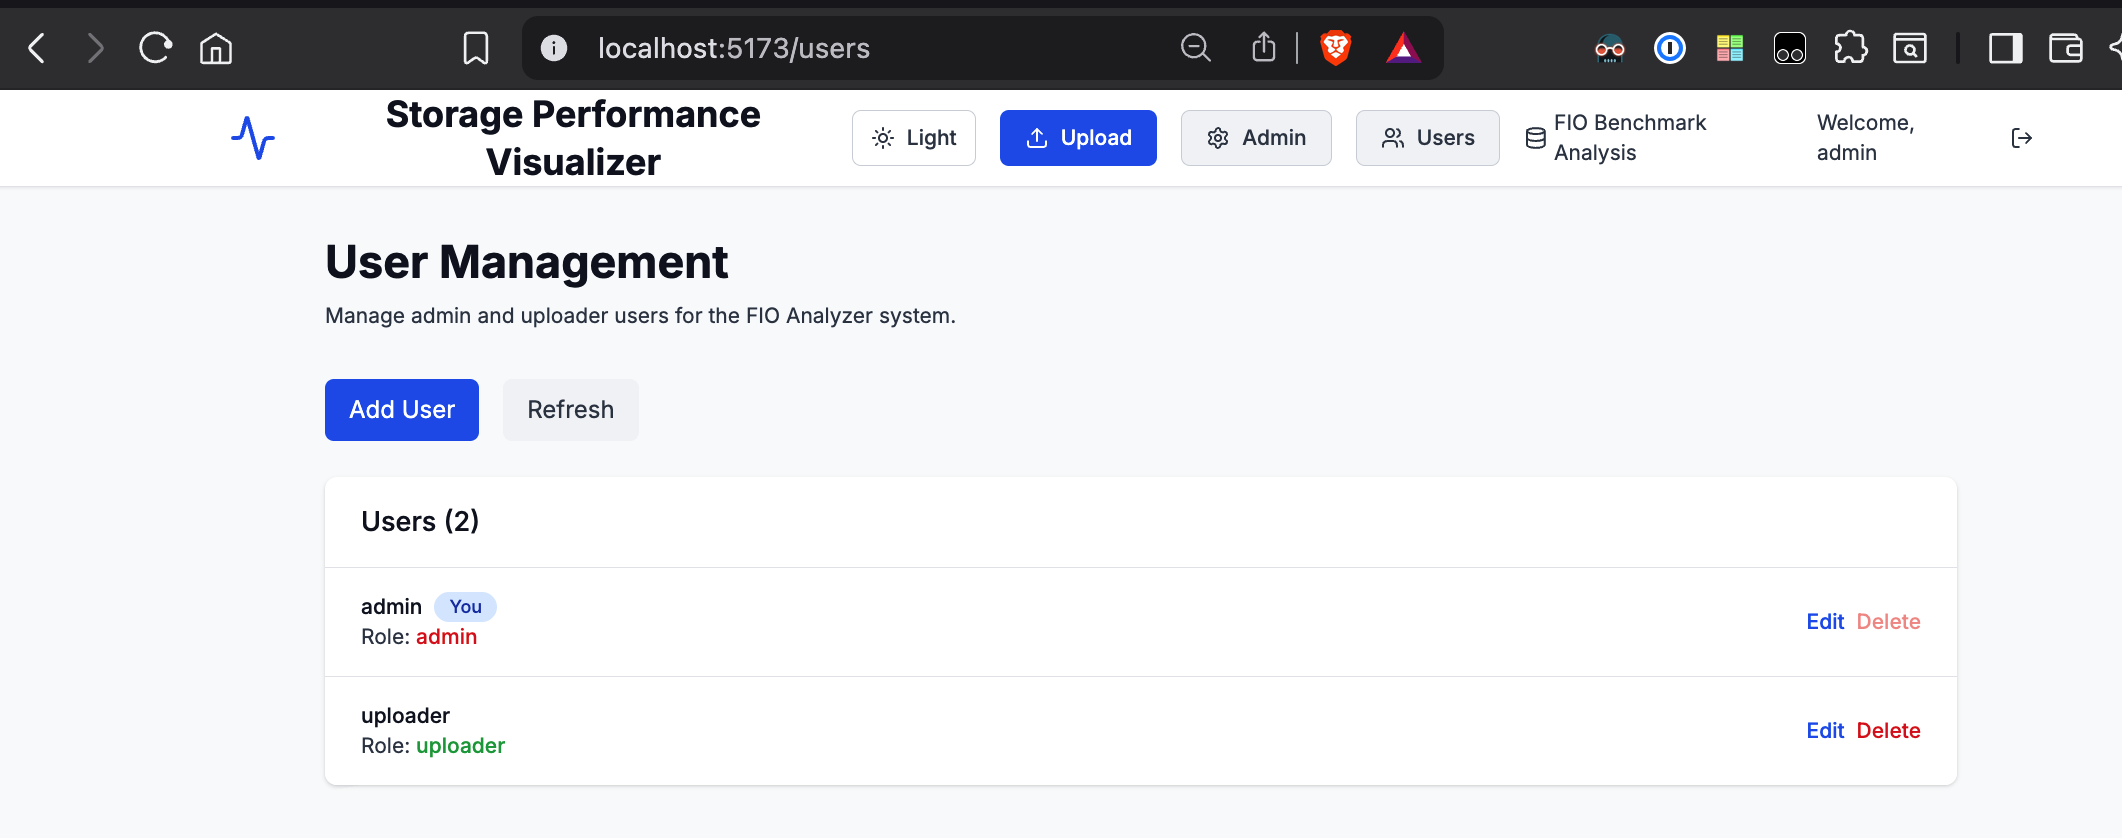 localhost:5173/users
Storage Performance
Visualizer
Light
Upload
Admin
Users
FIO Benchmark
Analysis
Welcome,
admin
User Management
Manage admin and uploader users for the FIO Analyzer system.
Add User
Refresh
Users (2)
admin You
Role: admin
Edit Delete
uploader
Role: uploader
Edit Delete